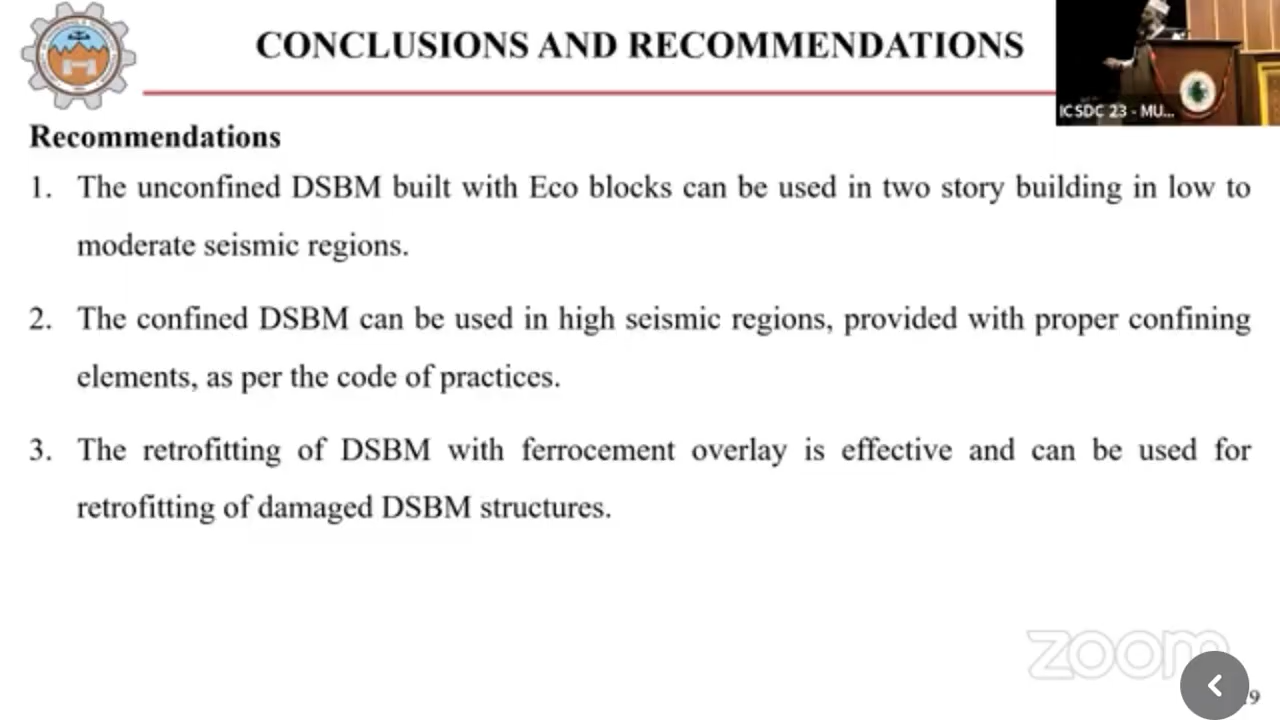 CONCLUSIONS AND RECOMMENDATIONS
ICSDC 23 - MU...
Recommendations
1. The unconfined DSBM built with Eco blocks can be used in two story building in low to
moderate seismic regions.
2. The confined DSBM can be used in high seismic regions, provided with proper confining
elements, as per the code of practices.
3. The retrofitting of DSBM with ferrocement overlay is effective and can be used for
retrofitting of damaged DSBM structures.
zoom
9